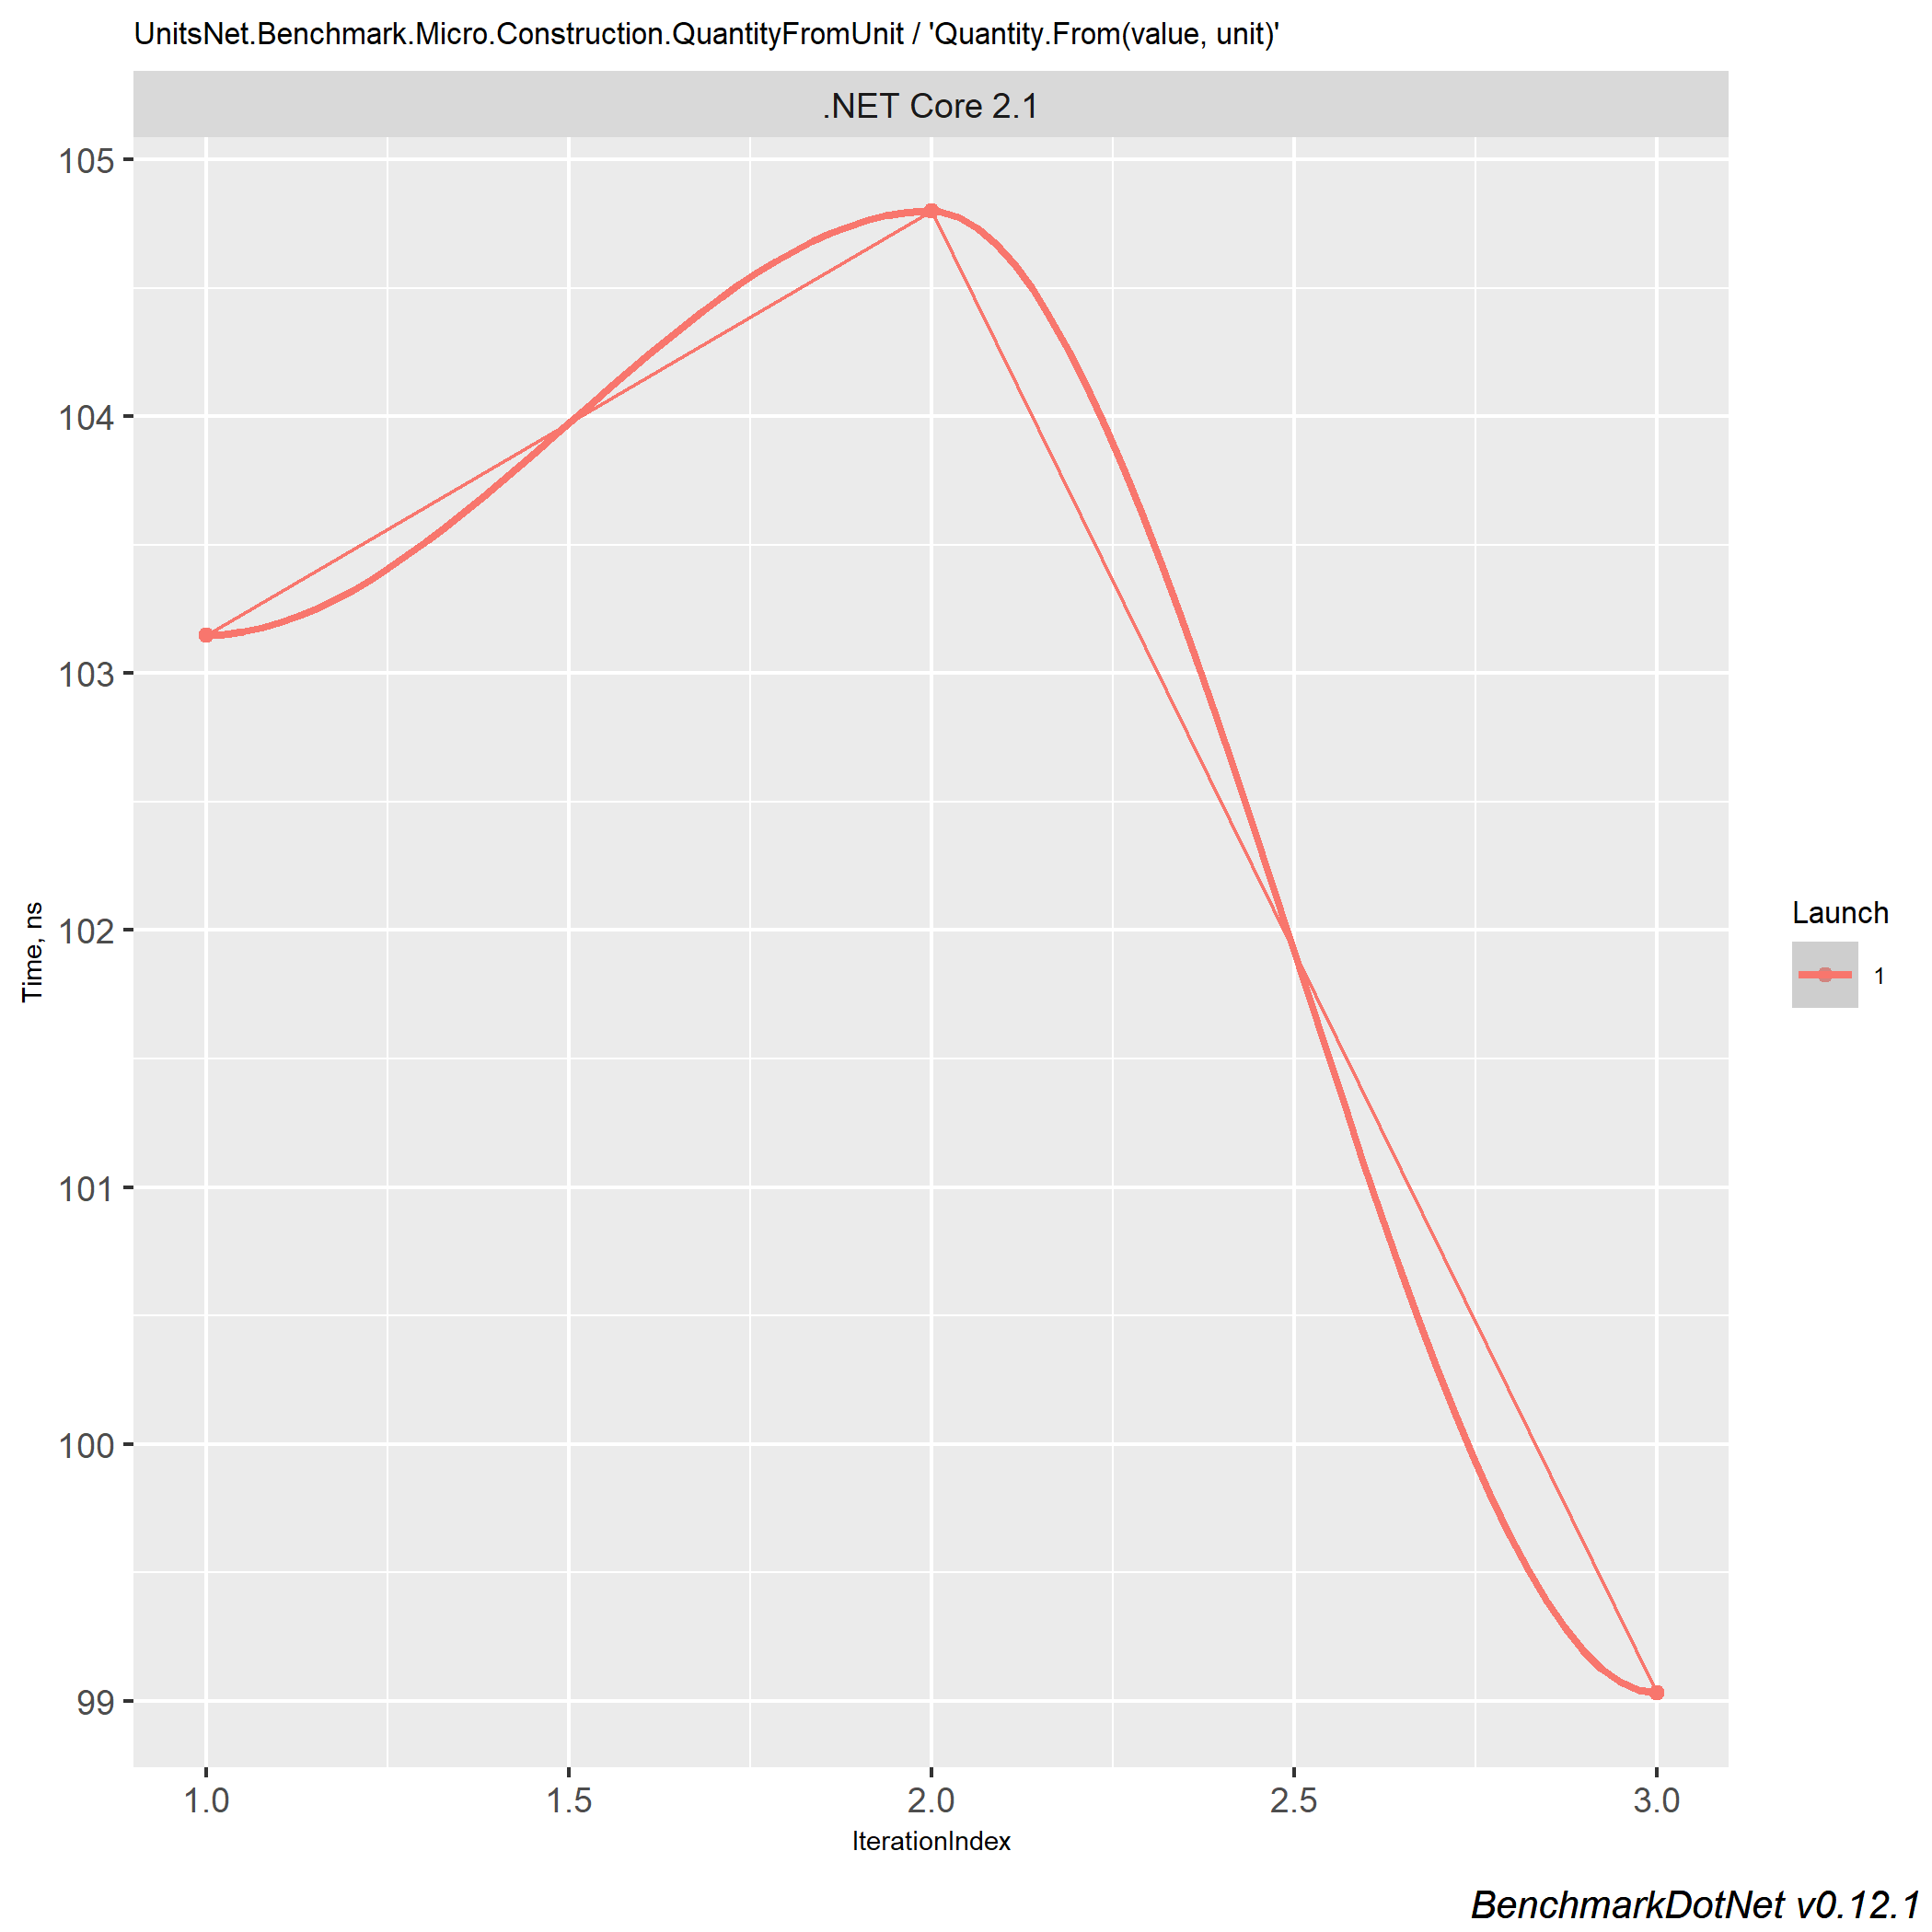 UnitsNet.Benchmark.Micro.Construction.QuantityFromUnit / 'Quantity.From(value, unit)'
.NET Core 2.1
105
104
103
102
101
100
99
Time, ns
1.0 1.5 2.0 2.5 3.0
IterationIndex
Launch
1
BenchmarkDotNet v0.12.1